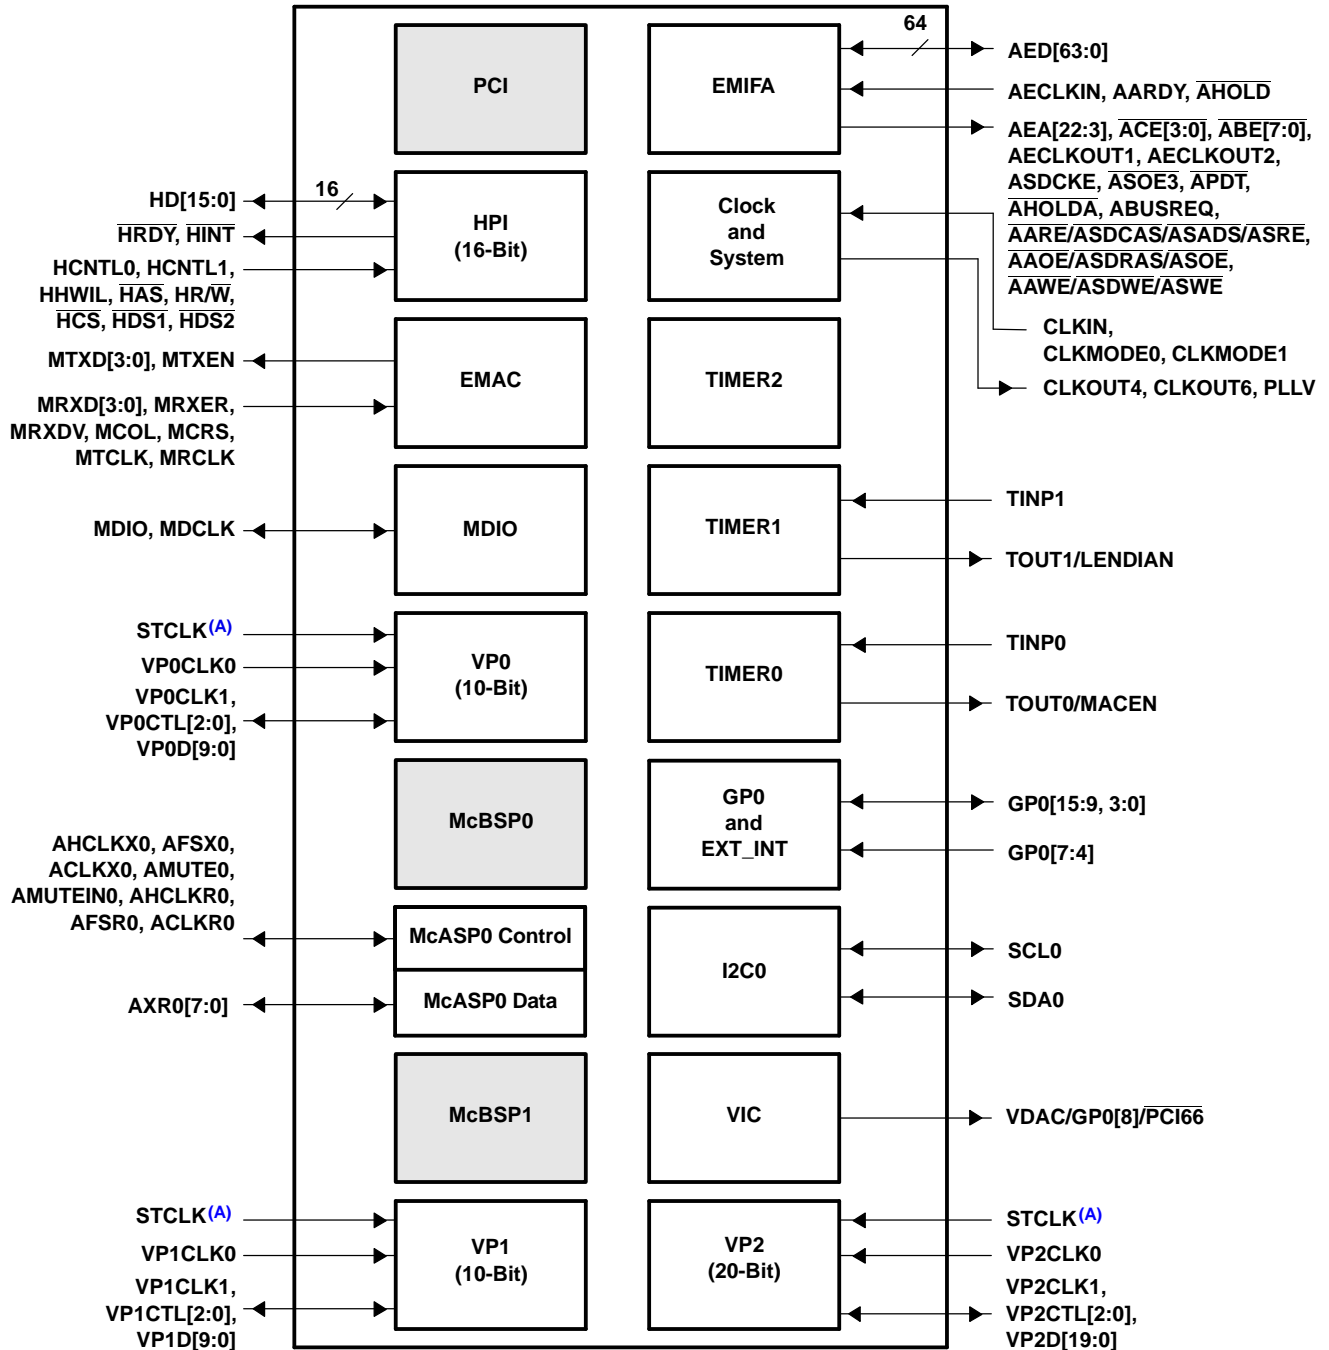 PCI
HD[15:0]
16
HRDY, HINT
HCNTL0, HCNTL1,
HHWIL, HAS, HR/W,
HCS, HDS1, HDS2
HPI
(16-Bit)
MTXD[3:0], MTXEN
MRXD[3:0], MRXER,
MRXDV, MCOL, MCRS,
MTCLK, MRCLK
EMAC
MDIO, MDCLK
MDIO
STCLK(A)
VP0CLK0
VP0CLK1,
VP0CTL[2:0],
VP0D[9:0]
VP0
(10-Bit)
McBSP0
AHCLKX0, AFSX0,
ACLKX0, AMUTE0,
AMUTEIN0, AHCLKR0,
AFSR0, ACLKR0
McASP0 Control
AXR0[7:0]
McASP0 Data
McBSP1
STCLK(A)
VP1CLK0
VP1CLK1,
VP1CTL[2:0],
VP1D[9:0]
VP1
(10-Bit)
EMIFA
64
AED[63:0]
AECLKIN, AARDY, AHOLD
AEA[22:3], ACE[3:0], ABE[7:0],
AECLKOUT1, AECLKOUT2,
ASDCKE, ASOE3, APDT,
AHOLDA, ABUSREQ,
AARE/ASDCAS/ASADS/ASRE,
AAOE/ASDRAS/ASOE,
AAWE/ASDWE/ASWE
Clock
and
System
CLKIN,
CLKMODE0, CLKMODE1
CLKOUT4, CLKOUT6, PLLV
TIMER2
TIMER1
TINP1
TOUT1/LENDIAN
TIMER0
TINP0
TOUT0/MACEN
GP0
and
EXT_INT
GP0[15:9, 3:0]
GP0[7:4]
I2C0
SCL0
SDA0
VIC
VDAC/GP0[8]/PCI66
VP2
(20-Bit)
STCLK(A)
VP2CLK0
VP2CLK1,
VP2CTL[2:0],
VP2D[19:0]